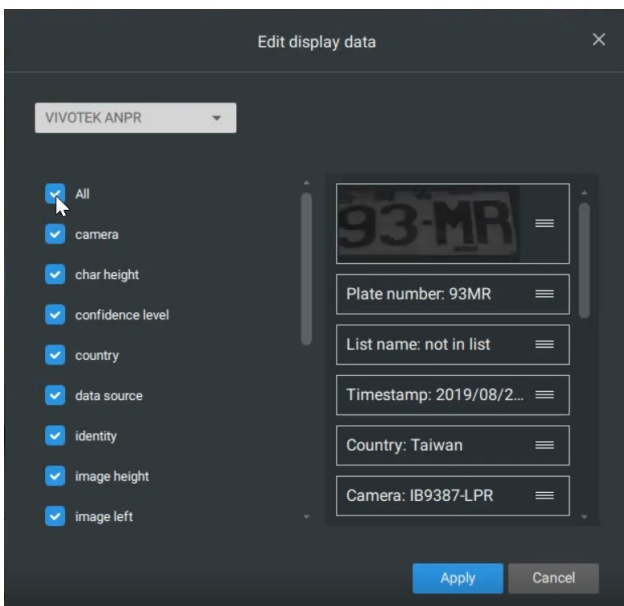 Edit display data
VIVOTEK ANPR
All
camera
char height
confidence level
country
data source
identity
image height
image left
93-MR
Plate number: 93MR
List name: not in list
Timestamp: 2019/08/2...
Country: Taiwan
Camera: IB9387-LPR
Apply
Cancel